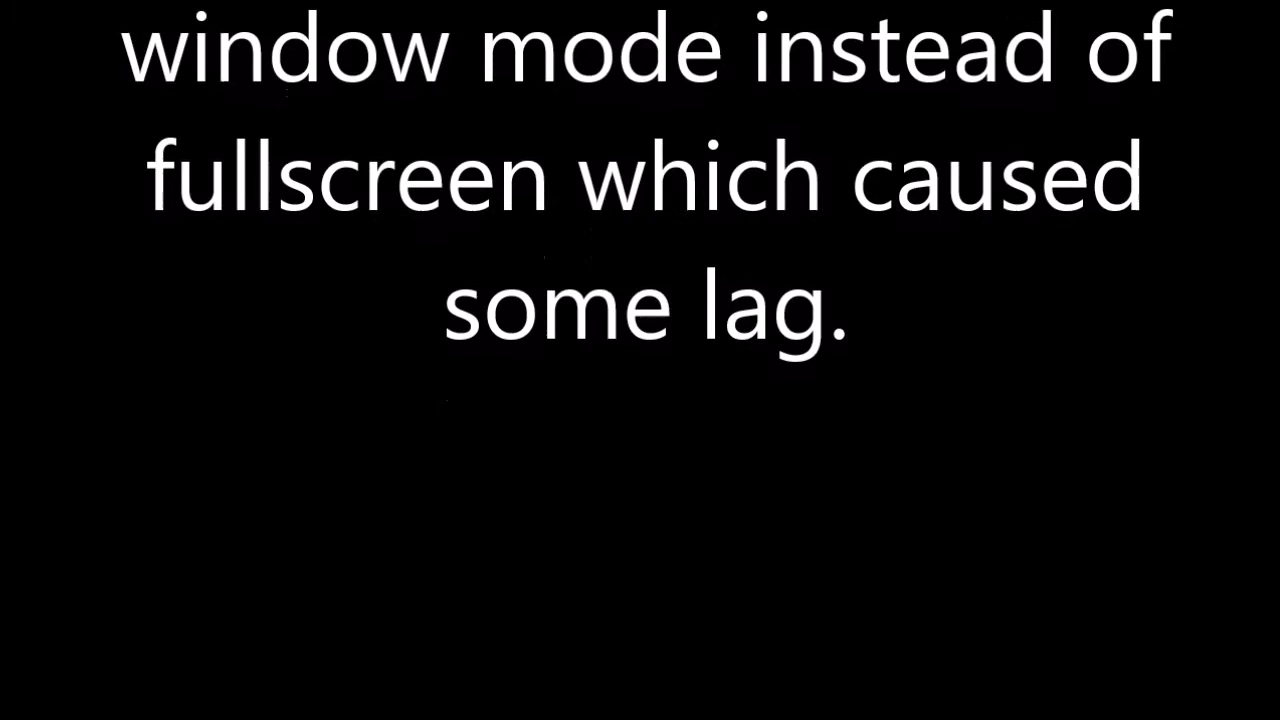 window mode instead of
fullscreen which caused
some lag.